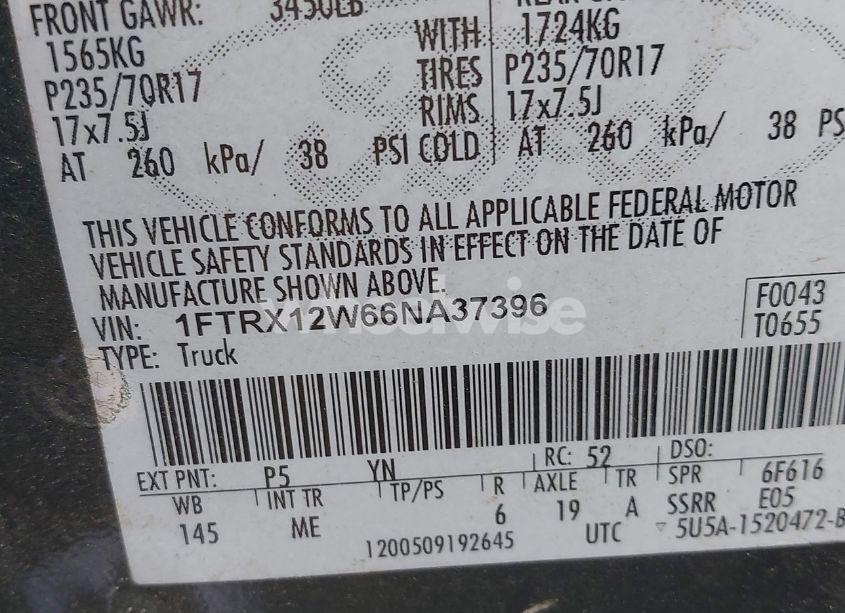 FRONT GAWR: 3450LB
1565KG WITH 1724KG
P235/70R17 TIRES P235/70R17
17x7.5J RIMS 17x7.5J
AT 260 kPa/ 38 PSI COLD AT 260 kPa/ 38 PS
THIS VEHICLE CONFORMS TO ALL APPLICABLE FEDERAL MOTOR
VEHICLE SAFETY STANDARDS IN EFFECT ON THE DATE OF
MANUFACTURE SHOWN ABOVE.
VIN: 1FTRX12W66NA37396 F0043
TYPE: Truck T0655
EXT PNT: P5 YN RC: 52 DSO:
WB INT TR TP/PS R AXLE TR SPR 6F616
145 ME 6 19 A SSRR E05
1200509192645 UTC 5U5A-1520472-B